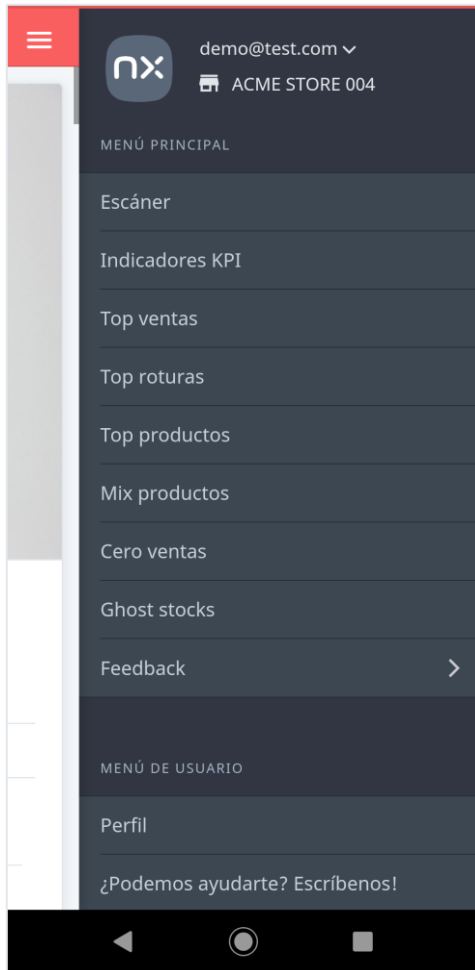 nx
demo@test.com
ACME STORE 004
MENÚ PRINCIPAL
Escáner
Indicadores KPI
Top ventas
Top roturas
Top productos
Mix productos
Cero ventas
Ghost stocks
Feedback
MENÚ DE USUARIO
Perfil
¿Podemos ayudarte? Escríbenos!